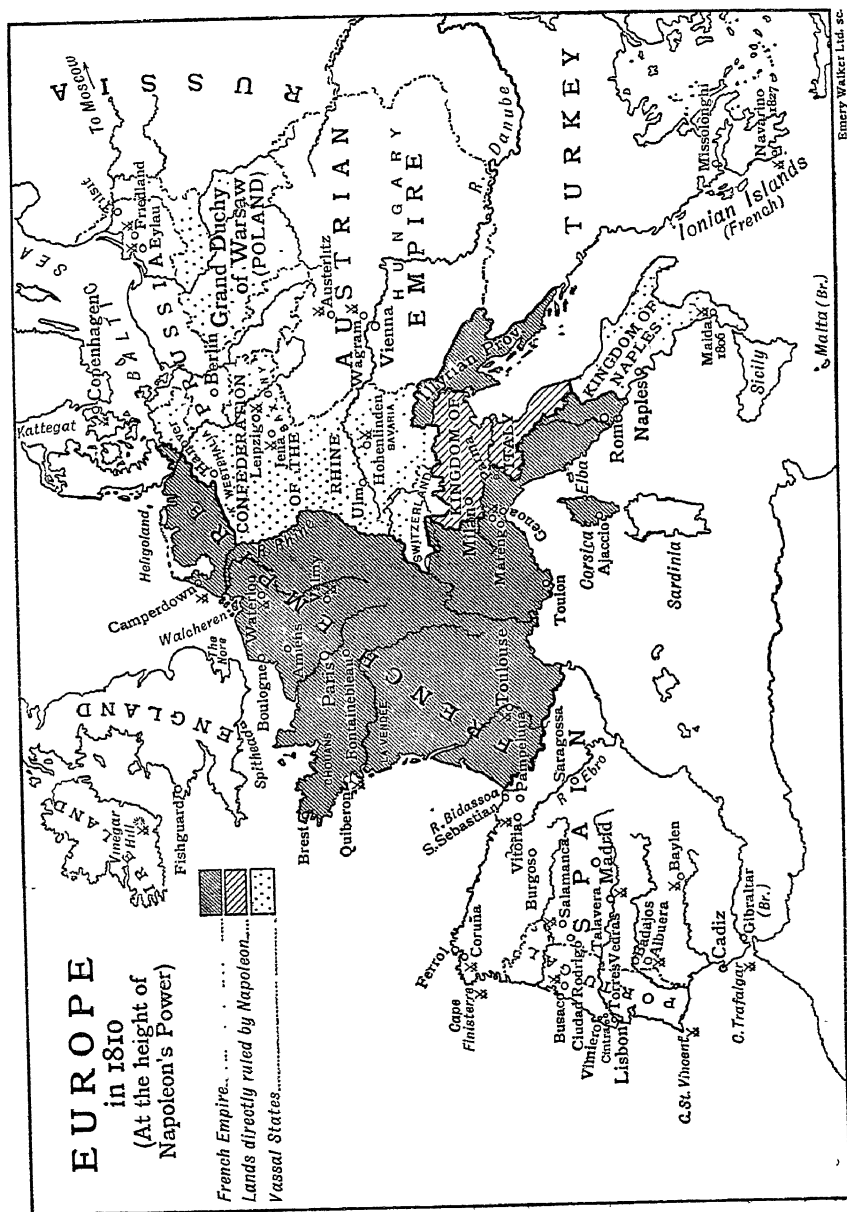 EUROPE
in 1810
(At the height of
Napoleon's Power)
French Empire
Lands directly ruled by Napoleon
Vassal States
IRELAND
Vinegar
Hill
Fishguard
ENGLAND
Spithead
The Nore
Walcheren
Camperdown
Heligoland
Kattegat
Copenhagen
BALTIC
SEA
To Moscow
RUSSIA
Tilsit
Friedland
Eylau
PRUSSIA
Berlin
Grand Duchy
of Warsaw
(POLAND)
Hanover
WESTPHALIA
CONFEDERATION
OF THE
RHINE
Leipzig
Jena
SAXONY
R. Rhine
Ulm
Hohenlinden
BAVARIA
Austerlitz
Wagram
Vienna
AUSTRIAN
EMPIRE
HUNGARY
R. Danube
TURKEY
Missolonghi
Navarino
1827
Ionian Islands
(French)
FRENCH EMPIRE
Boulogne
Waterloo
Amiens
Valmy
Paris
Fontainebleau
Brest
CHOUANS
Quiberon
LA VENDEE
Toulouse
Toulon
SWITZERLAND
KINGDOM OF
ITALY
Milan
Parma
Marengo
Genoa
Illyrian Prov.
Elba
Corsica
Ajaccio
Sardinia
Rome
Naples
KINGDOM OF
NAPLES
Maida
1806
Sicily
Malta (Br.)
SPAIN
R. Bidassoa
S. Sebastian
Pampeluna
Vitoria
Saragossa
R. Ebro
Burgos
Ferrol
Coruña
Cape
Finisterre
Salamanca
Busaco
Ciudad Rodrigo
Madrid
Talavera
Vimiero
Cintra
Torres Vedras
Lisbon
Badajos
Albuera
Baylen
C. St. Vincent
Cadiz
Gibraltar
(Br.)
C. Trafalgar
Emery Walker Ltd. sc.